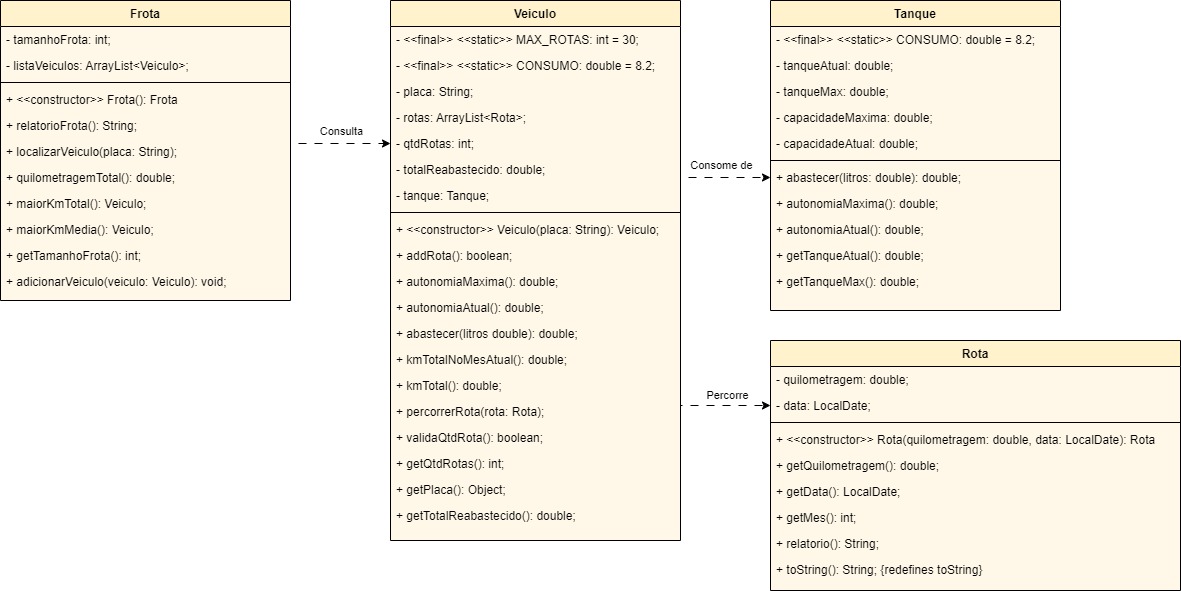 Frota
- tamanhoFrota: int;
- listaVeiculos: ArrayList<Veiculo>;
+ <<constructor>> Frota(): Frota
+ relatorioFrota(): String;
+ localizarVeiculo(placa: String);
+ quilometragemTotal(): double;
+ maiorKmTotal(): Veiculo;
+ maiorKmMedia(): Veiculo;
+ getTamanhoFrota(): int;
+ adicionarVeiculo(veiculo: Veiculo): void;
Consulta
Veiculo
- <<final>> <<static>> MAX_ROTAS: int = 30;
- <<final>> <<static>> CONSUMO: double = 8.2;
- placa: String;
- rotas: ArrayList<Rota>;
- qtdRotas: int;
- totalReabastecido: double;
- tanque: Tanque;
+ <<constructor>> Veiculo(placa: String): Veiculo;
+ addRota(): boolean;
+ autonomiaMaxima(): double;
+ autonomiaAtual(): double;
+ abastecer(litros double): double;
+ kmTotalNoMesAtual(): double;
+ kmTotal(): double;
+ percorrerRota(rota: Rota);
+ validaQtdRota(): boolean;
+ getQtdRotas(): int;
+ getPlaca(): Object;
+ getTotalReabastecido(): double;
Consome de
Tanque
- <<final>> <<static>> CONSUMO: double = 8.2;
- tanqueAtual: double;
- tanqueMax: double;
- capacidadeMaxima: double;
- capacidadeAtual: double;
+ abastecer(litros: double): double;
+ autonomiaMaxima(): double;
+ autonomiaAtual(): double;
+ getTanqueAtual(): double;
+ getTanqueMax(): double;
Percorre
Rota
- quilometragem: double;
- data: LocalDate;
+ <<constructor>> Rota(quilometragem: double, data: LocalDate): Rota
+ getQuilometragem(): double;
+ getData(): LocalDate;
+ getMes(): int;
+ relatorio(): String;
+ toString(): String; {redefines toString}